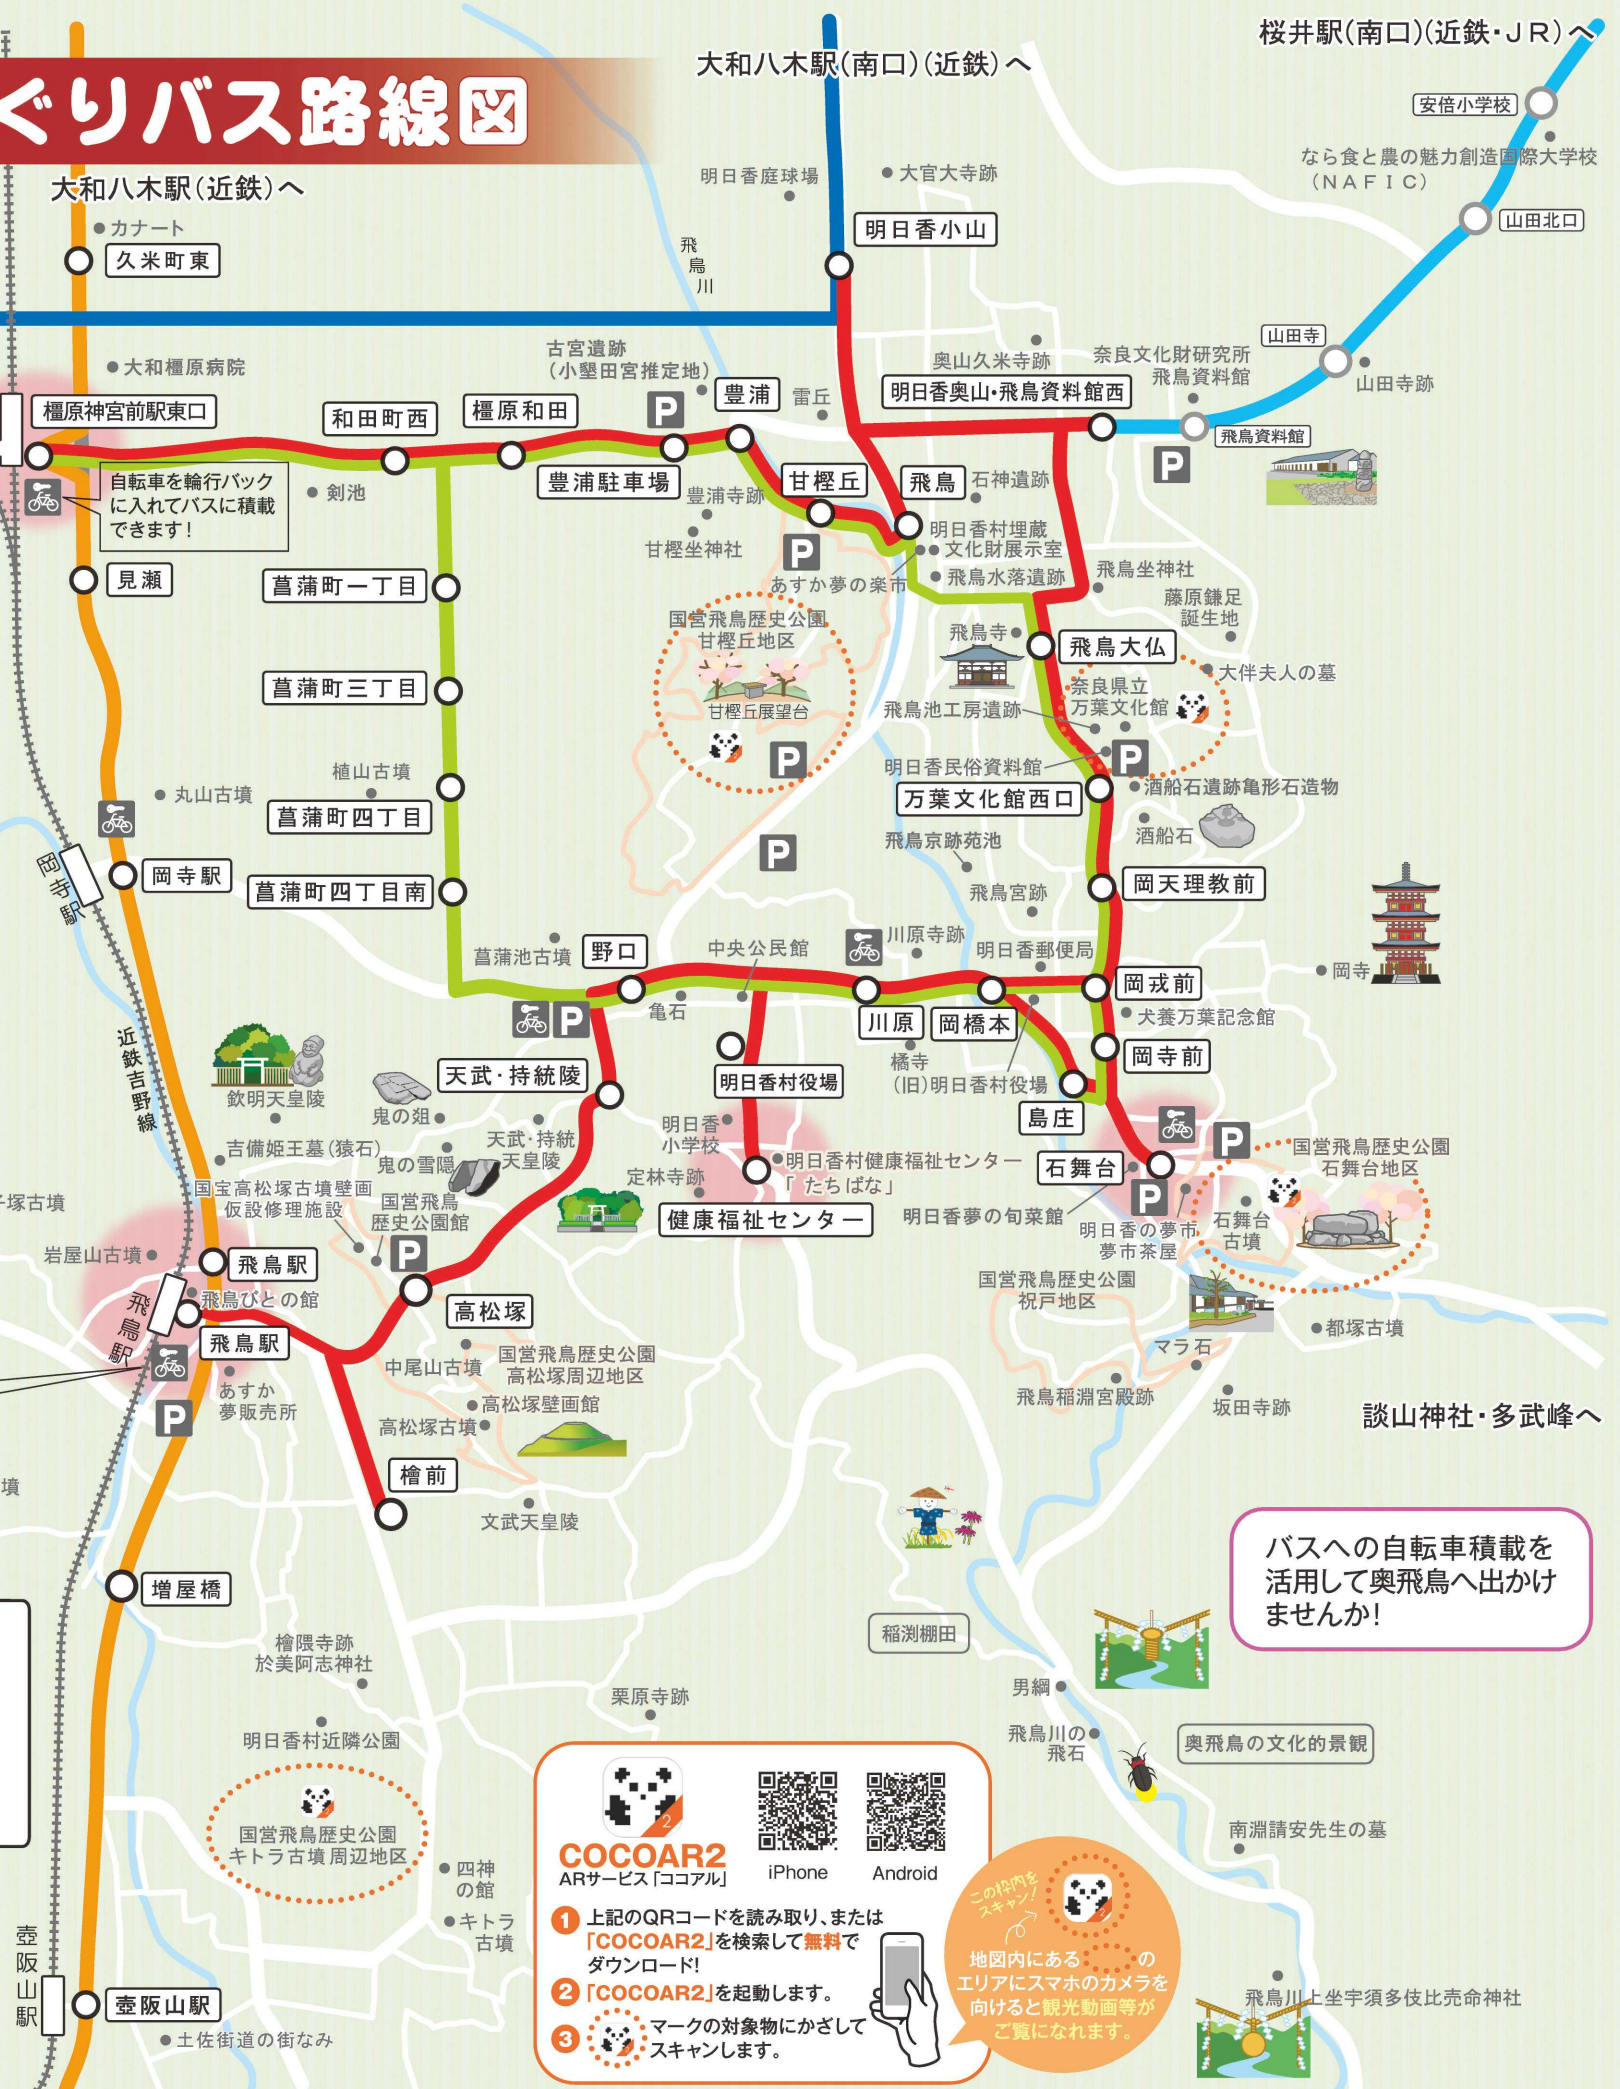 ぐりバス路線図
大和八木駅(南口)(近鉄)へ
桜井駅(南口)(近鉄・JR)へ
大和八木駅(近鉄)へ
安倍小学校
なら食と農の魅力創造国際大学校
(NAFIC)
山田北口
明日香庭球場
大官大寺跡
明日香小山
カナート
久米町東
飛鳥川
大和橿原病院
古宮遺跡
(小墾田宮推定地)
P
豊浦
雷丘
奥山久米寺跡
奈良文化財研究所
飛鳥資料館
山田寺
山田寺跡
明日香奥山・飛鳥資料館西
飛鳥資料館
P
橿原神宮前駅東口
和田町西
橿原和田
自転車を輪行バック
に入れてバスに積載
できます!
剣池
豊浦駐車場
豊浦寺跡
甘樫坐神社
甘樫丘
P
飛鳥
石神遺跡
明日香村埋蔵
文化財展示室
あすか夢の楽市
飛鳥水落遺跡
飛鳥坐神社
藤原鎌足
誕生地
見瀬
菖蒲町一丁目
国営飛鳥歴史公園
甘樫丘地区
甘樫丘展望台
P
飛鳥寺
飛鳥大仏
大伴夫人の墓
奈良県立
万葉文化館
飛鳥池工房遺跡
菖蒲町三丁目
明日香民俗資料館
P
万葉文化館西口
酒船石遺跡亀形石造物
酒船石
植山古墳
丸山古墳
菖蒲町四丁目
P
飛鳥京跡苑池
飛鳥宮跡
岡天理教前
岡寺駅
岡寺駅
菖蒲町四丁目南
菖蒲池古墳
野口
中央公民館
川原寺跡
明日香郵便局
岡寺
P
亀石
川原
岡橋本
岡戎前
犬養万葉記念館
橘寺
(旧)明日香村役場
岡寺前
島庄
近鉄吉野線
欽明天皇陵
鬼の俎
天武・持統陵
明日香村役場
吉備姫王墓(猿石)
鬼の雪隠
天武・持統
天皇陵
明日香
小学校
定林寺跡
明日香村健康福祉センター
「たちばな」
健康福祉センター
石舞台
P
P
国営飛鳥歴史公園
石舞台地区
明日香夢の旬菜館
明日香の夢市
夢市茶屋
石舞台
古墳
子塚古墳
国宝高松塚古墳壁画
仮設修理施設
国営飛鳥
歴史公園館
P
岩屋山古墳
飛鳥駅
飛鳥びとの館
飛鳥駅
飛鳥駅
高松塚
国営飛鳥歴史公園
祝戸地区
都塚古墳
マラ石
あすか
夢販売所
P
中尾山古墳
国営飛鳥歴史公園
高松塚周辺地区
高松塚壁画館
高松塚古墳
飛鳥稲淵宮殿跡
坂田寺跡
談山神社・多武峰へ
墳
檜前
文武天皇陵
バスへの自転車積載を
活用して奥飛鳥へ出かけ
ませんか!
増屋橋
稲渕棚田
檜隈寺跡
於美阿志神社
男綱
栗原寺跡
飛鳥川の
飛石
奥飛鳥の文化的景観
明日香村近隣公園
国営飛鳥歴史公園
キトラ古墳周辺地区
四神
の館
キトラ
古墳
南淵請安先生の墓
飛鳥川上坐宇須多伎比売命神社
壺阪山駅
壺阪山駅
土佐街道の街なみ
2
COCOAR2
ARサービス「ココアル」
iPhone
Android
1 上記のQRコードを読み取り、または
「COCOAR2」を検索して無料で
ダウンロード!
2 「COCOAR2」を起動します。
3 マークの対象物にかざして
スキャンします。
この枠内を
スキャン!
地図内にある の
エリアにスマホのカメラを
向けると観光動画等が
ご覧になれます。